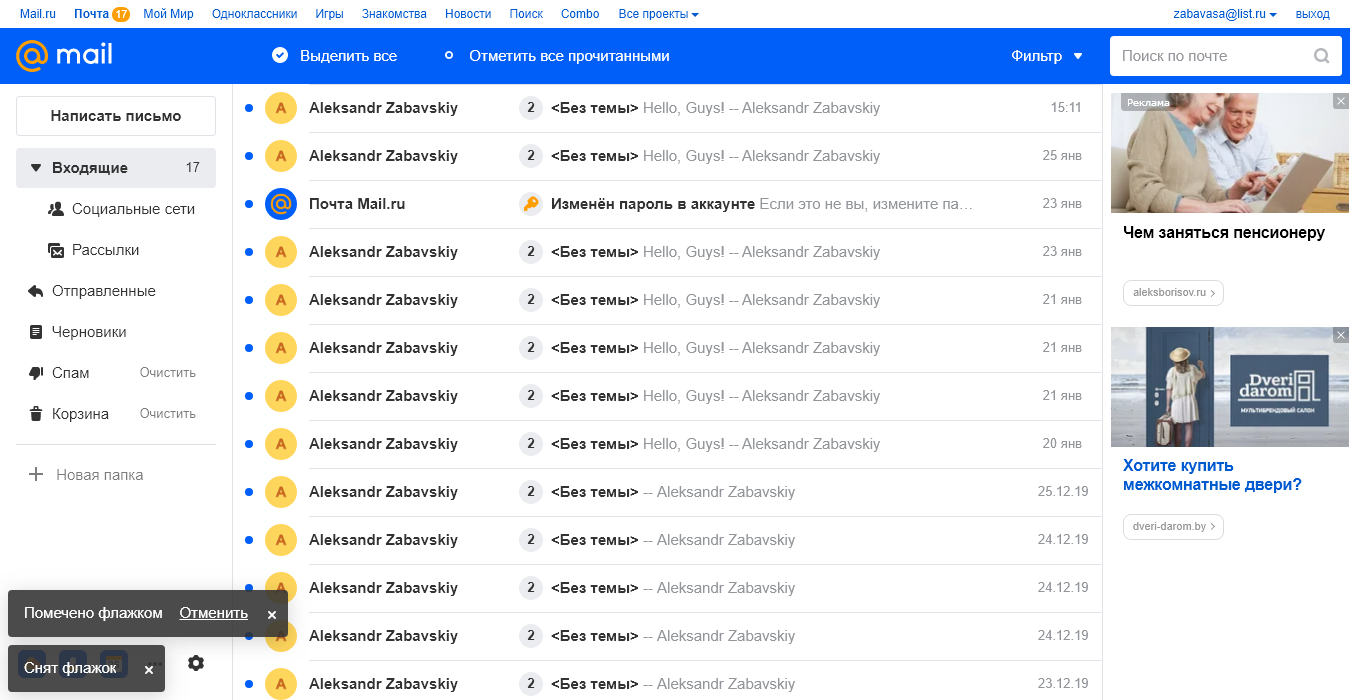 Mail.ru Почта 17 Мой Мир Одноклассники Игры Знакомства Новости Поиск Combo Все проекты zabavasa@list.ru выход
@mail Выделить все Отметить все прочитанными Фильтр Поиск по почте
Написать письмо
Входящие 17
Социальные сети
Рассылки
Отправленные
Черновики
Спам Очистить
Корзина Очистить
Новая папка
A Aleksandr Zabavskiy 2 <Без темы> Hello, Guys! -- Aleksandr Zabavskiy 15:11
A Aleksandr Zabavskiy 2 <Без темы> Hello, Guys! -- Aleksandr Zabavskiy 25 янв
@ Почта Mail.ru Изменён пароль в аккаунте Если это не вы, измените па… 23 янв
A Aleksandr Zabavskiy 2 <Без темы> Hello, Guys! -- Aleksandr Zabavskiy 23 янв
A Aleksandr Zabavskiy 2 <Без темы> Hello, Guys! -- Aleksandr Zabavskiy 21 янв
A Aleksandr Zabavskiy 2 <Без темы> Hello, Guys! -- Aleksandr Zabavskiy 21 янв
A Aleksandr Zabavskiy 2 <Без темы> Hello, Guys! -- Aleksandr Zabavskiy 21 янв
A Aleksandr Zabavskiy 2 <Без темы> Hello, Guys! -- Aleksandr Zabavskiy 20 янв
A Aleksandr Zabavskiy 2 <Без темы> -- Aleksandr Zabavskiy 25.12.19
A Aleksandr Zabavskiy 2 <Без темы> -- Aleksandr Zabavskiy 24.12.19
A Aleksandr Zabavskiy 2 <Без темы> -- Aleksandr Zabavskiy 24.12.19
A Aleksandr Zabavskiy 2 <Без темы> -- Aleksandr Zabavskiy 24.12.19
A Aleksandr Zabavskiy 2 <Без темы> -- Aleksandr Zabavskiy 23.12.19
Помечено флажком Отменить ×
Снят флажок ×
Реклама
Чем заняться пенсионеру
aleksborisov.ru
Dveri
darom
МУЛЬТИБРЕНДОВЫЙ САЛОН
Хотите купить
межкомнатные двери?
dveri-darom.by